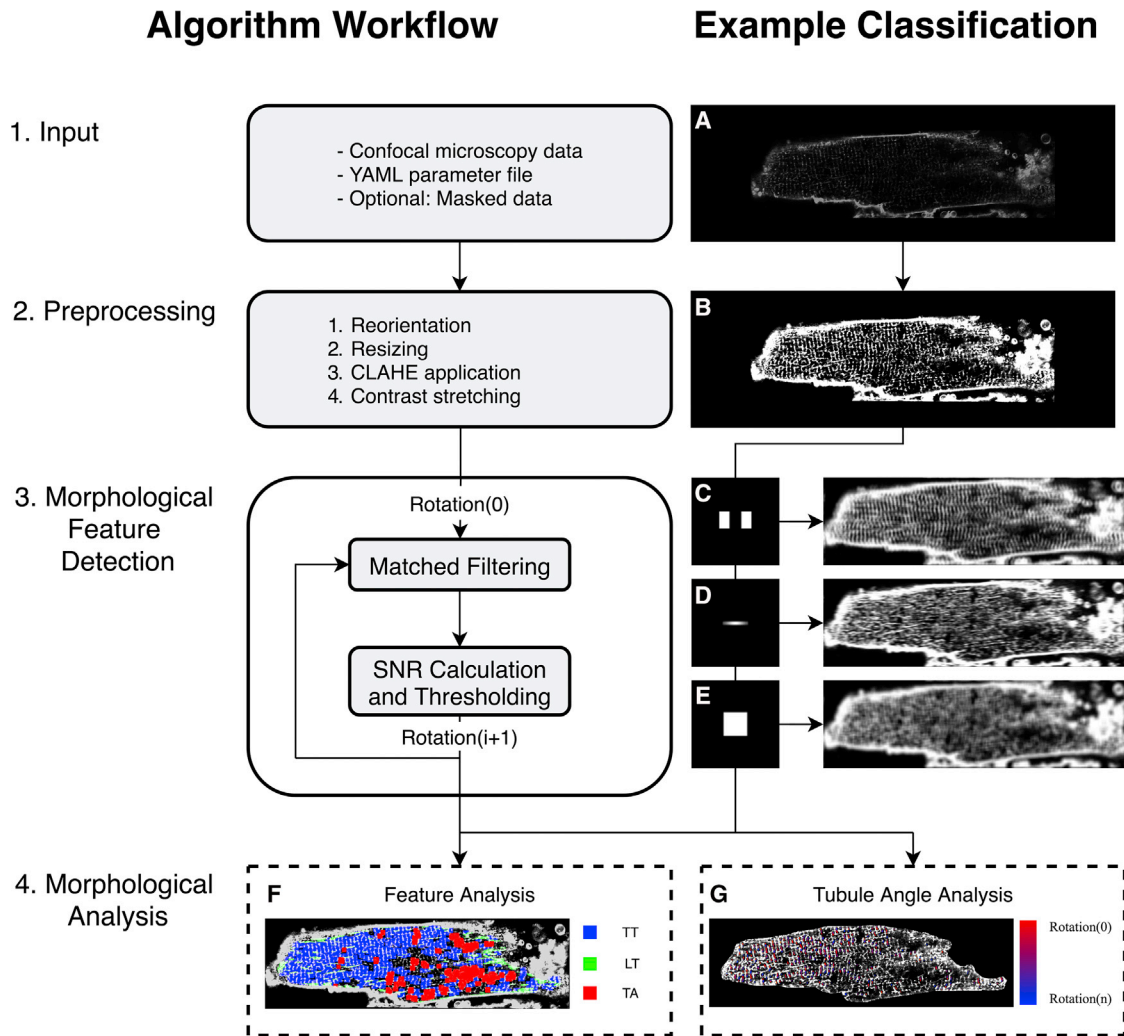 Algorithm Workflow
Example Classification
1. Input
- Confocal microscopy data
- YAML parameter file
- Optional: Masked data
A
2. Preprocessing
1. Reorientation
2. Resizing
3. CLAHE application
4. Contrast stretching
B
3. Morphological
Feature
Detection
Rotation(0)
Matched Filtering
SNR Calculation
and Thresholding
Rotation(i+1)
C
D
E
4. Morphological
Analysis
F
Feature Analysis
TT
LT
TA
G
Tubule Angle Analysis
Rotation(0)
Rotation(n)